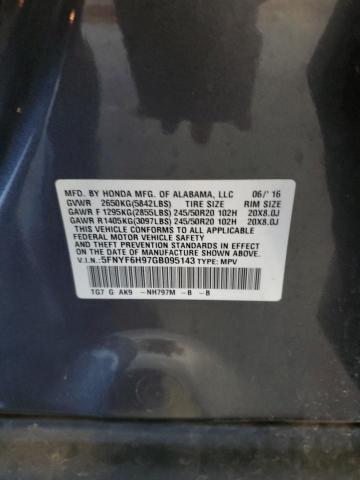 MFD. BY HONDA MFG. OF ALABAMA, LLC 06/'16
GVWR 2650KG(5842LBS) TIRE SIZE RIM SIZE
GAWR F 1295KG(2855LBS) 245/50R20 102H 20X8.0J
GAWR R1405KG(3097LBS) 245/50R20 102H 20X8.0J
THIS VEHICLE CONFORMS TO ALL APPLICABLE
FEDERAL MOTOR VEHICLE SAFETY AND THEFT
PREVENTION STANDARDS IN EFFECT ON THE DATE
OF MANUFACTURE SHOWN ABOVE.
V.I.N.: 5FNYF6H97GB095143 TYPE: MPV
TG7 G AK9 -NH797M -B -B